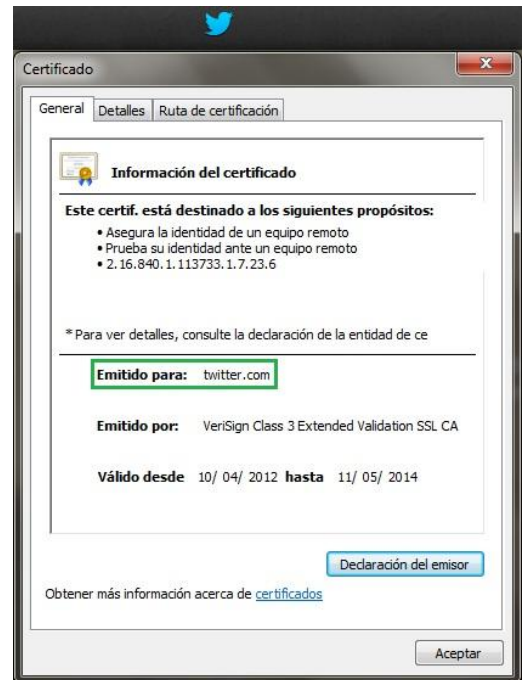 Certificado
General Detalles Ruta de certificación
Información del certificado
Este certif. está destinado a los siguientes propósitos:
• Asegura la identidad de un equipo remoto
• Prueba su identidad ante un equipo remoto
• 2.16.840.1.113733.1.7.23.6
* Para ver detalles, consulte la declaración de la entidad de ce
Emitido para: twitter.com
Emitido por: VeriSign Class 3 Extended Validation SSL CA
Válido desde 10/ 04/ 2012 hasta 11/ 05/ 2014
Declaración del emisor
Obtener más información acerca de certificados
Aceptar